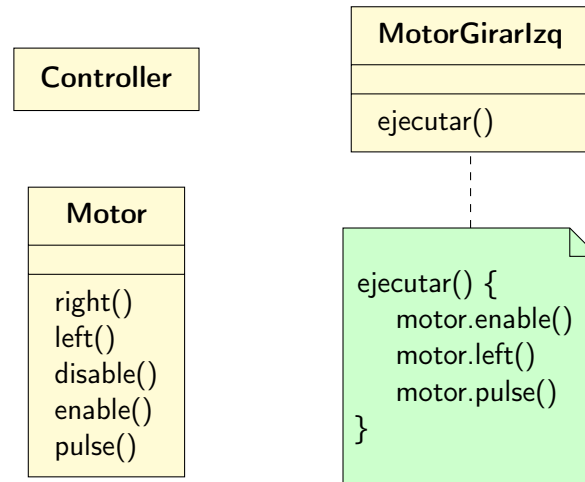 Controller
MotorGirarIzq
ejecutar()
Motor
right()
left()
disable()
enable()
pulse()
ejecutar() {
motor.enable()
motor.left()
motor.pulse()
}